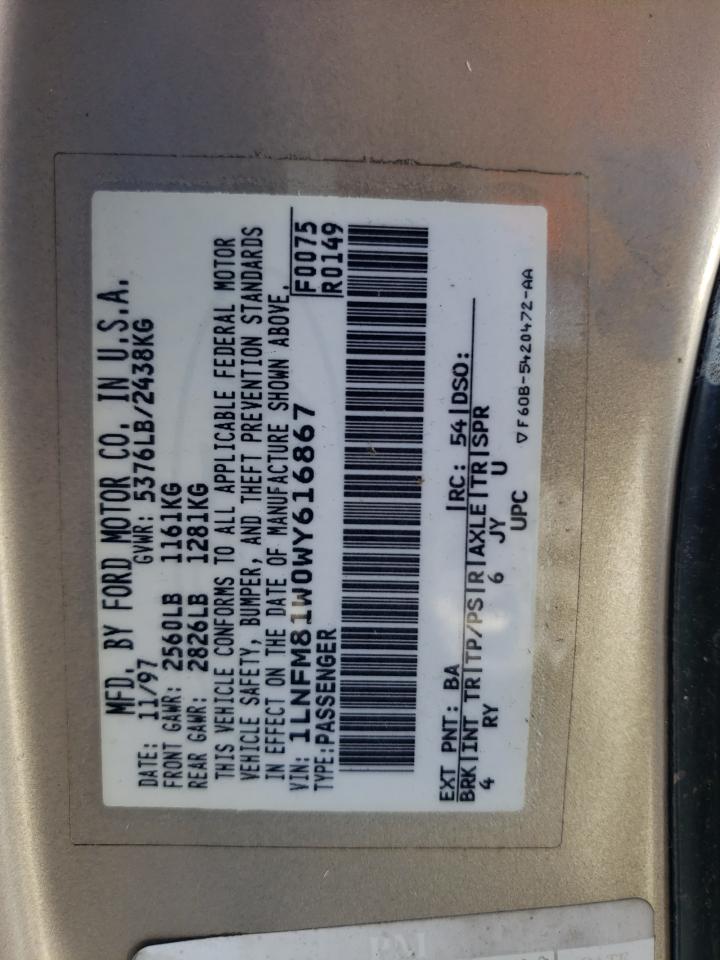 MFD. BY FORD MOTOR CO. IN U.S.A.
DATE: 11/97 GVWR: 5376LB/2438KG
FRONT GAWR: 2560LB 1161KG
REAR GAWR: 2826LB 1281KG
THIS VEHICLE CONFORMS TO ALL APPLICABLE FEDERAL MOTOR
VEHICLE SAFETY, BUMPER, AND THEFT PREVENTION STANDARDS
IN EFFECT ON THE DATE OF MANUFACTURE SHOWN ABOVE.
VIN: 1LNFM81W0WY616867 F0075
TYPE: PASSENGER R0149
EXT PNT: BA RC: 54 DSO:
BRK INT TR TP/PS R AXLE TR SPR
4 RY 6 JY U
UPC
F60B-5420472-AA